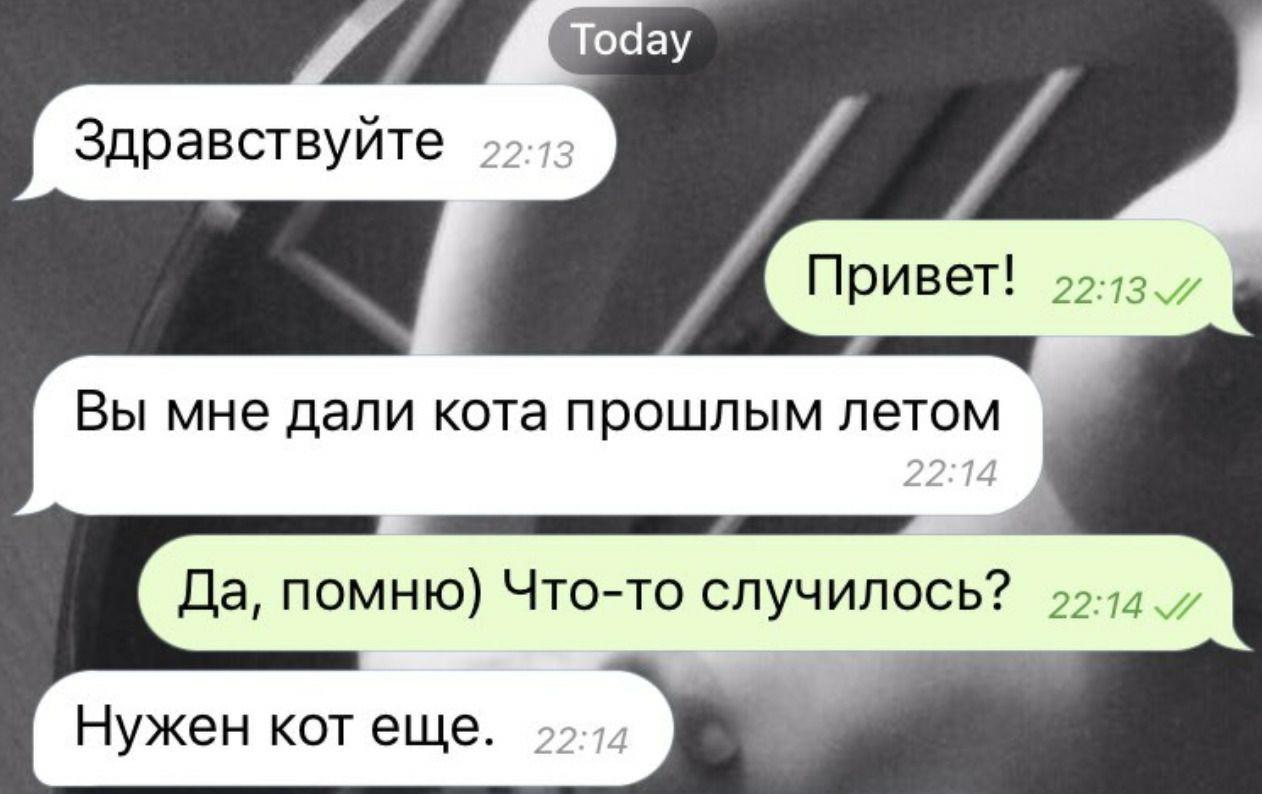 Today
Здравствуйте 22:13
Привет! 22:13
Вы мне дали кота прошлым летом
22:14
Да, помню) Что-то случилось? 22:14
Нужен кот еще. 22:14